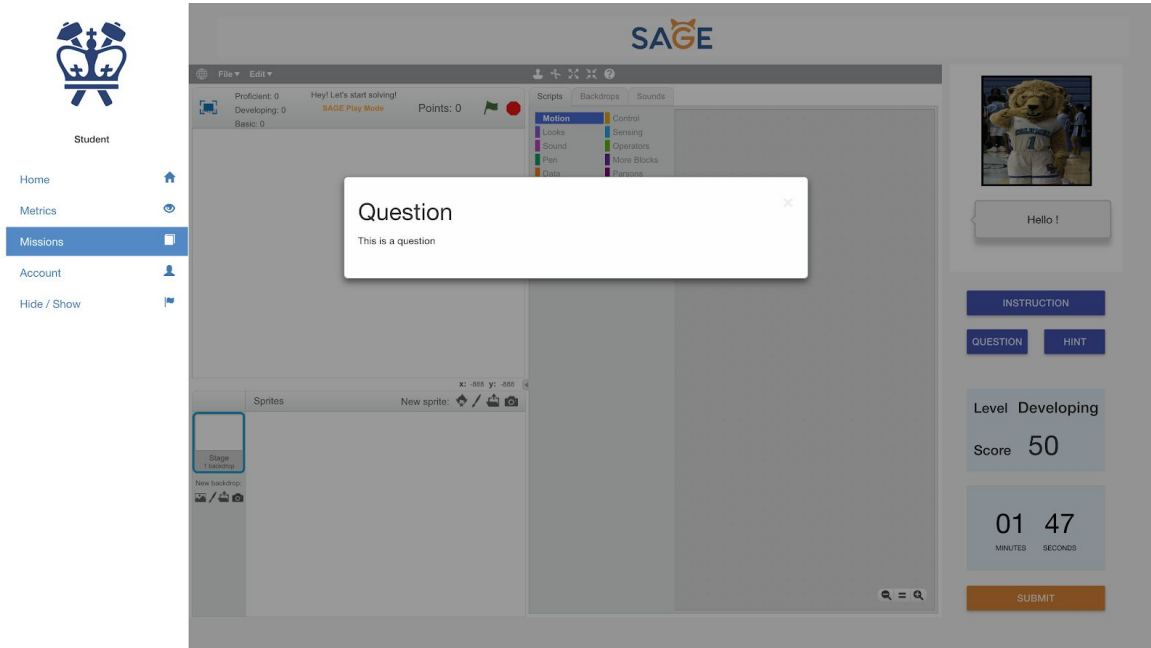 SAGE
Student
Home
Metrics
Missions
Account
Hide / Show
File Edit
Proficient: 0
Developing: 0
Basic: 0
Hey! Let's start solving!
SAGE Play Mode
Points: 0
Scripts Backdrops Sounds
Motion Control
Looks Sensing
Sound Operators
Pen More Blocks
Data Parsons
Question ×
This is a question
x: -888 y: -888
Sprites New sprite:
Stage
1 backdrop
New backdrop:
Hello !
INSTRUCTION
QUESTION HINT
Level Developing
Score 50
01 47
MINUTES SECONDS
SUBMIT